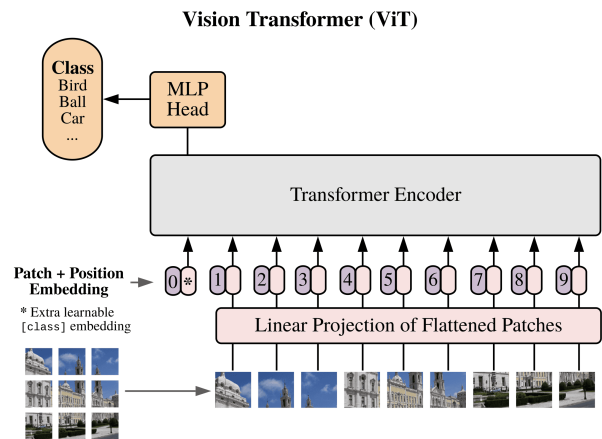 Vision Transformer (ViT)
Class
Bird
Ball
Car
...
MLP
Head
Transformer Encoder
Patch + Position
Embedding
0 * 1 2 3 4 5 6 7 8 9
* Extra learnable
[class] embedding
Linear Projection of Flattened Patches